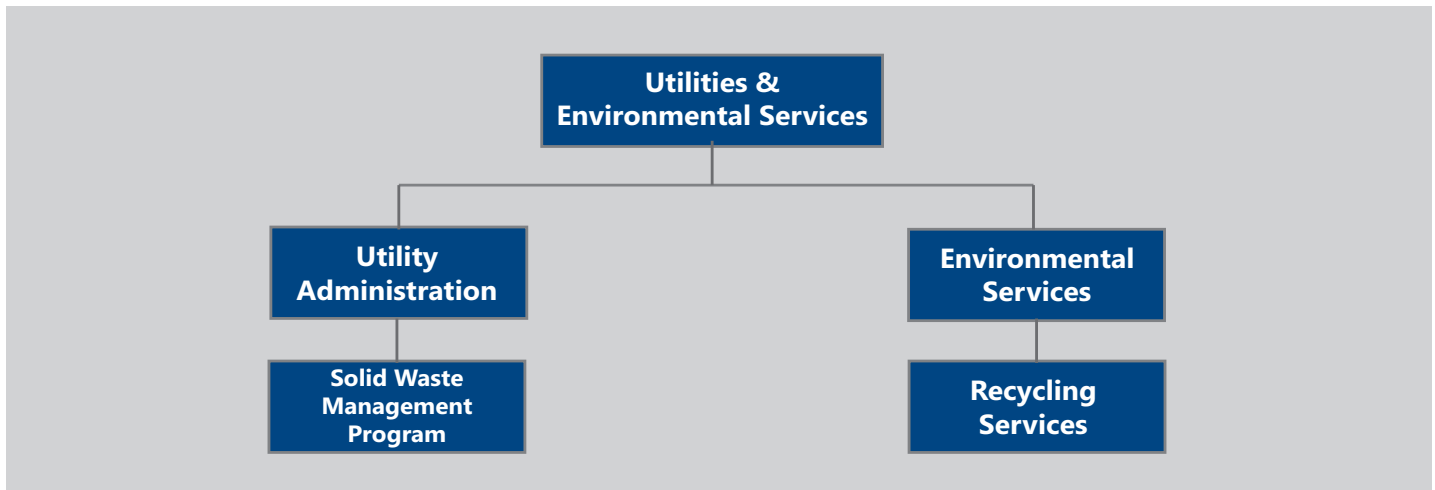 Utilities &
Environmental Services
Utility
Administration
Environmental
Services
Solid Waste
Management
Program
Recycling
Services